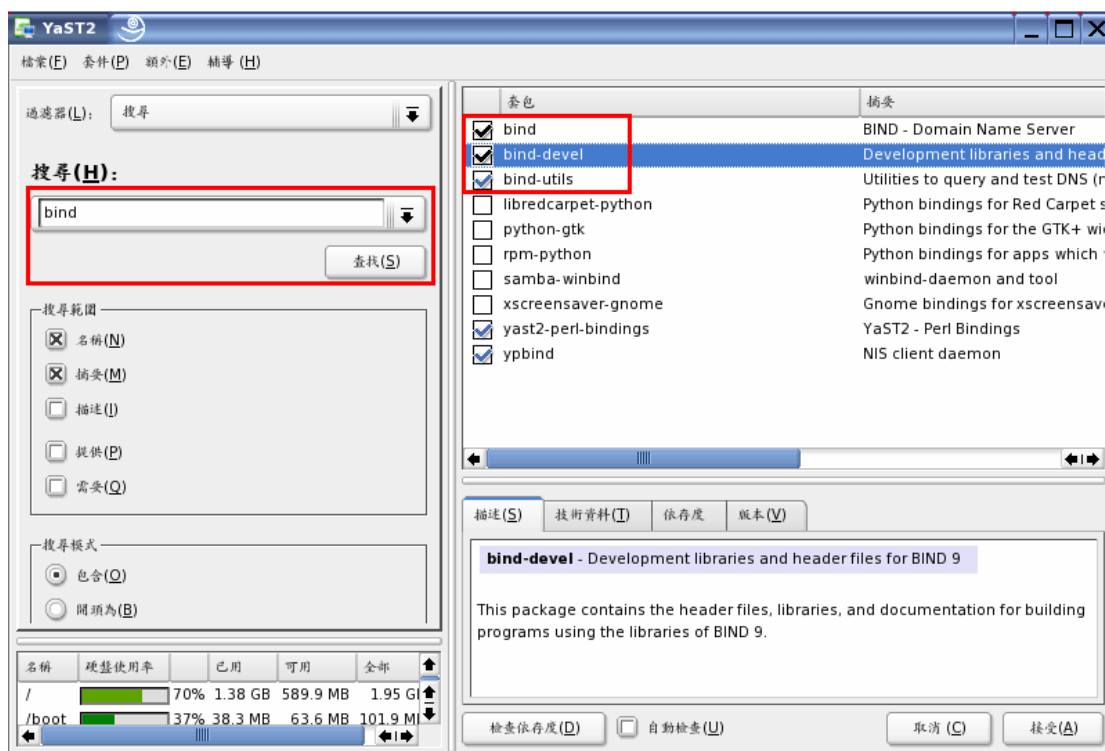 YaST2
檔案(F) 套件(P) 額外(E) 輔導 (H)
過濾器(L): 搜尋
搜尋(H):
bind
查找(S)
搜尋範圍
名稱(N)
摘要(M)
描述(I)
提供(P)
需要(Q)
搜尋模式
包含(O)
開頭為(B)
名稱 硬盤使用率 已用 可用 全部
/ 70% 1.38 GB 589.9 MB 1.95 G
/boot 37% 38.3 MB 63.6 MB 101.9 M
套包 摘要
bind BIND - Domain Name Server
bind-devel Development libraries and head
bind-utils Utilities to query and test DNS (n
libredcarpet-python Python bindings for Red Carpet s
python-gtk Python bindings for the GTK+ wi
rpm-python Python bindings for apps which
samba-winbind winbind-daemon and tool
xscreensaver-gnome Gnome bindings for xscreensave
yast2-perl-bindings YaST2 - Perl Bindings
ypbind NIS client daemon
描述(S) 技術資料(T) 依存度 版本(V)
bind-devel - Development libraries and header files for BIND 9
This package contains the header files, libraries, and documentation for building
programs using the libraries of BIND 9.
檢查依存度(D) 自動檢查(U) 取消 (C) 接受(A)